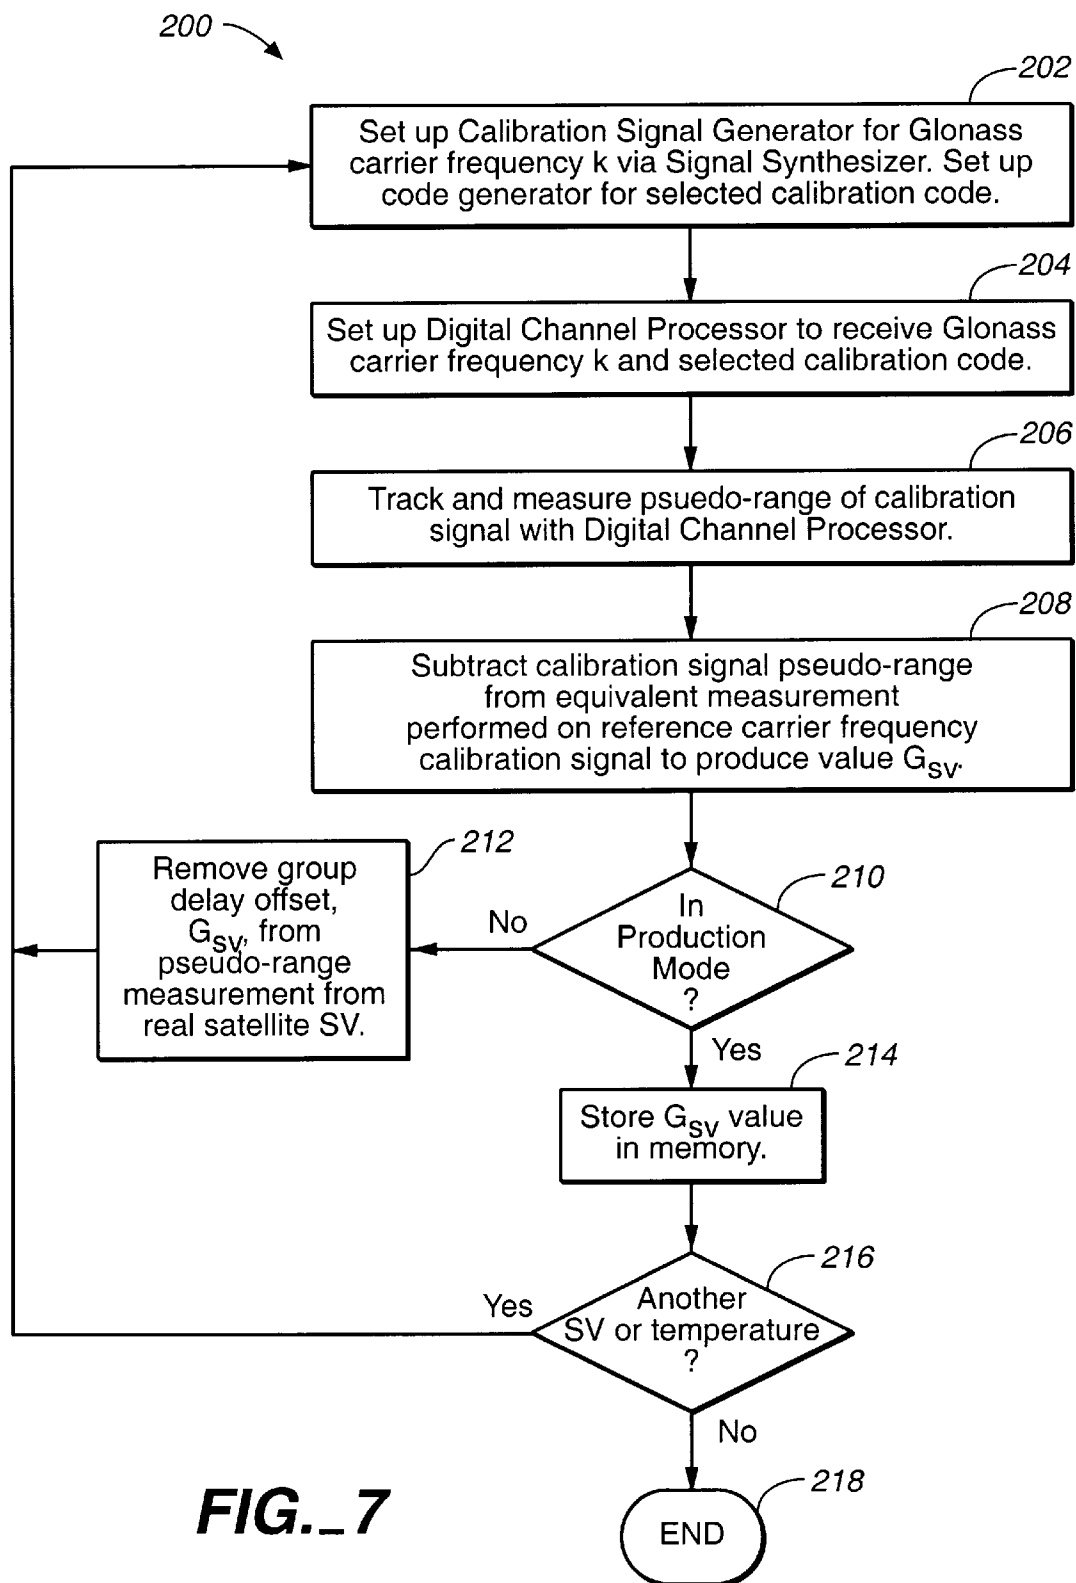 200
202
Set up Calibration Signal Generator for Glonass
carrier frequency k via Signal Synthesizer. Set up
code generator for selected calibration code.
204
Set up Digital Channel Processor to receive Glonass
carrier frequency k and selected calibration code.
206
Track and measure psuedo-range of calibration
signal with Digital Channel Processor.
208
Subtract calibration signal pseudo-range
from equivalent measurement
performed on reference carrier frequency
calibration signal to produce value GSV.
212
Remove group
delay offset,
GSV, from
pseudo-range
measurement from
real satellite SV.
210
In
Production
Mode
?
No
Yes
214
Store GSV value
in memory.
216
Another
SV or temperature
?
Yes
No
218
END
FIG._7